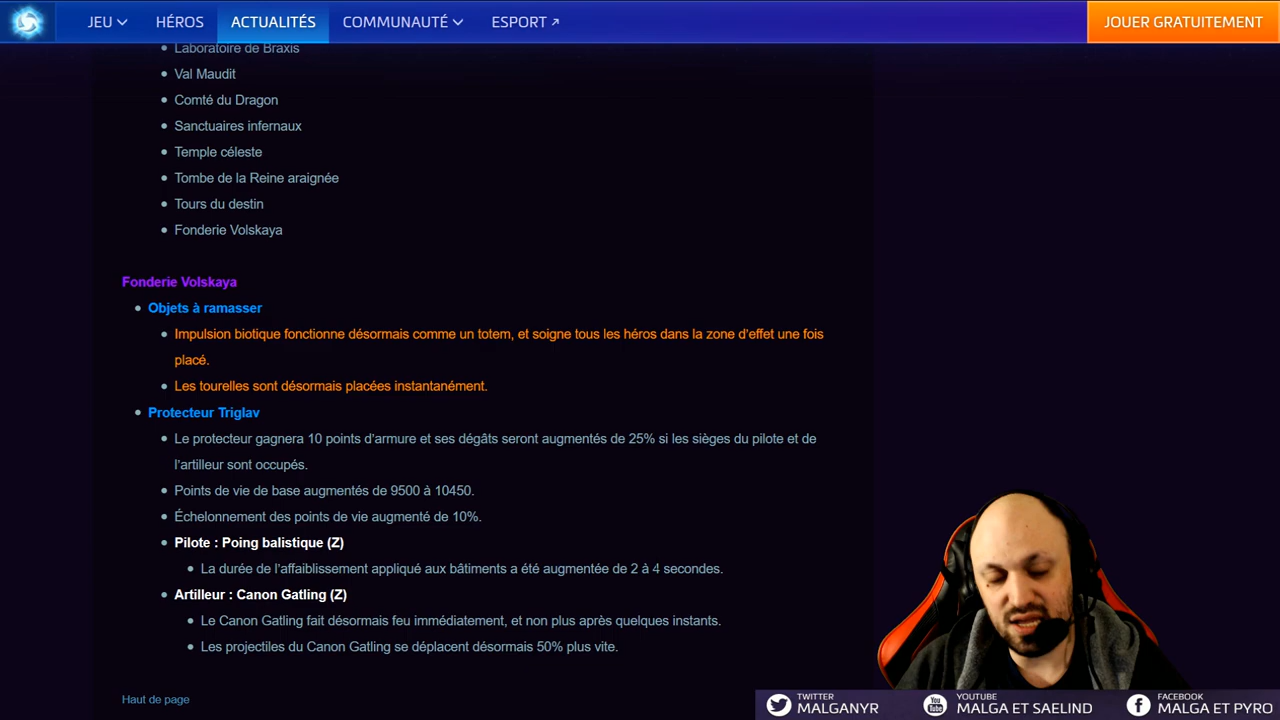 JEU HÉROS ACTUALITÉS COMMUNAUTÉ ESPORT JOUER GRATUITEMENT
Laboratoire de Braxis
Val Maudit
Comté du Dragon
Sanctuaires infernaux
Temple céleste
Tombe de la Reine araignée
Tours du destin
Fonderie Volskaya
Fonderie Volskaya
Objets à ramasser
Impulsion biotique fonctionne désormais comme un totem, et soigne tous les héros dans la zone d’effet une fois
placé.
Les tourelles sont désormais placées instantanément.
Protecteur Triglav
Le protecteur gagnera 10 points d’armure et ses dégâts seront augmentés de 25% si les sièges du pilote et de
l’artilleur sont occupés.
Points de vie de base augmentés de 9500 à 10450.
Échelonnement des points de vie augmenté de 10%.
Pilote : Poing balistique (Z)
La durée de l’affaiblissement appliqué aux bâtiments a été augmentée de 2 à 4 secondes.
Artilleur : Canon Gatling (Z)
Le Canon Gatling fait désormais feu immédiatement, et non plus après quelques instants.
Les projectiles du Canon Gatling se déplacent désormais 50% plus vite.
Haut de page
TWITTER
MALGANYR
YOUTUBE
MALGA ET SAELIND
FACEBOOK
MALGA ET PYRO